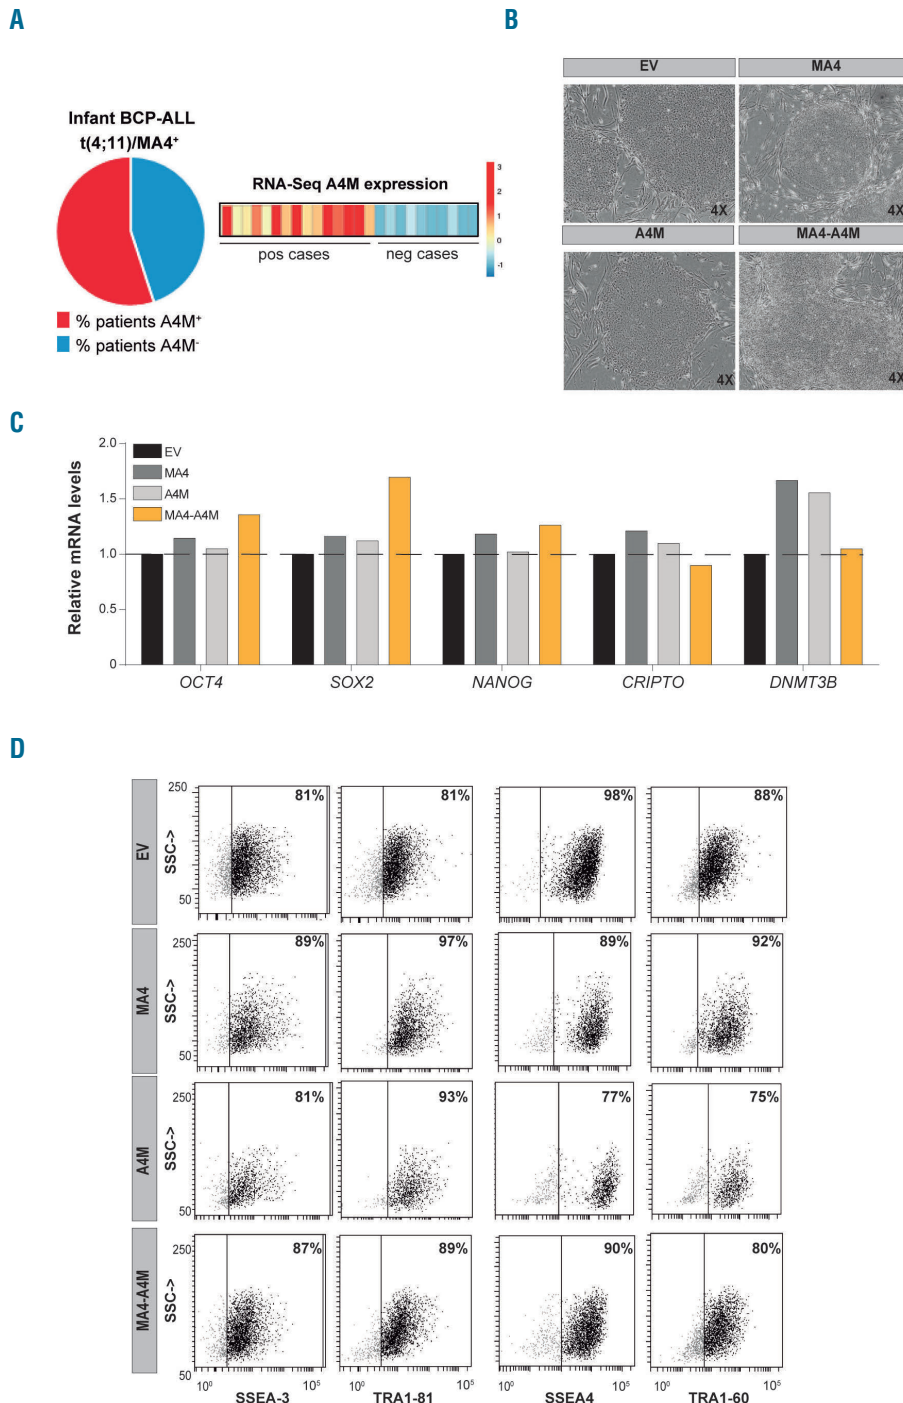 A
B
Infant BCP-ALL
t(4;11)/MA4+
RNA-Seq A4M expression
3
2
1
0
-1
pos cases
neg cases
% patients A4M+
% patients A4M-
EV
MA4
4X
4X
A4M
MA4-A4M
4X
4X
C
Relative mRNA levels
2.0
1.5
1.0
0.5
0
EV
MA4
A4M
MA4-A4M
OCT4
SOX2
NANOG
CRIPTO
DNMT3B
D
EV
SSC->
250
50
81%
81%
98%
88%
MA4
SSC->
250
50
89%
97%
89%
92%
A4M
SSC->
250
50
81%
93%
77%
75%
MA4-A4M
SSC->
250
50
87%
89%
90%
80%
10⁰ 10⁵ 10⁰ 10⁵ 10⁰ 10⁵ 10⁰ 10⁵
SSEA-3
TRA1-81
SSEA4
TRA1-60